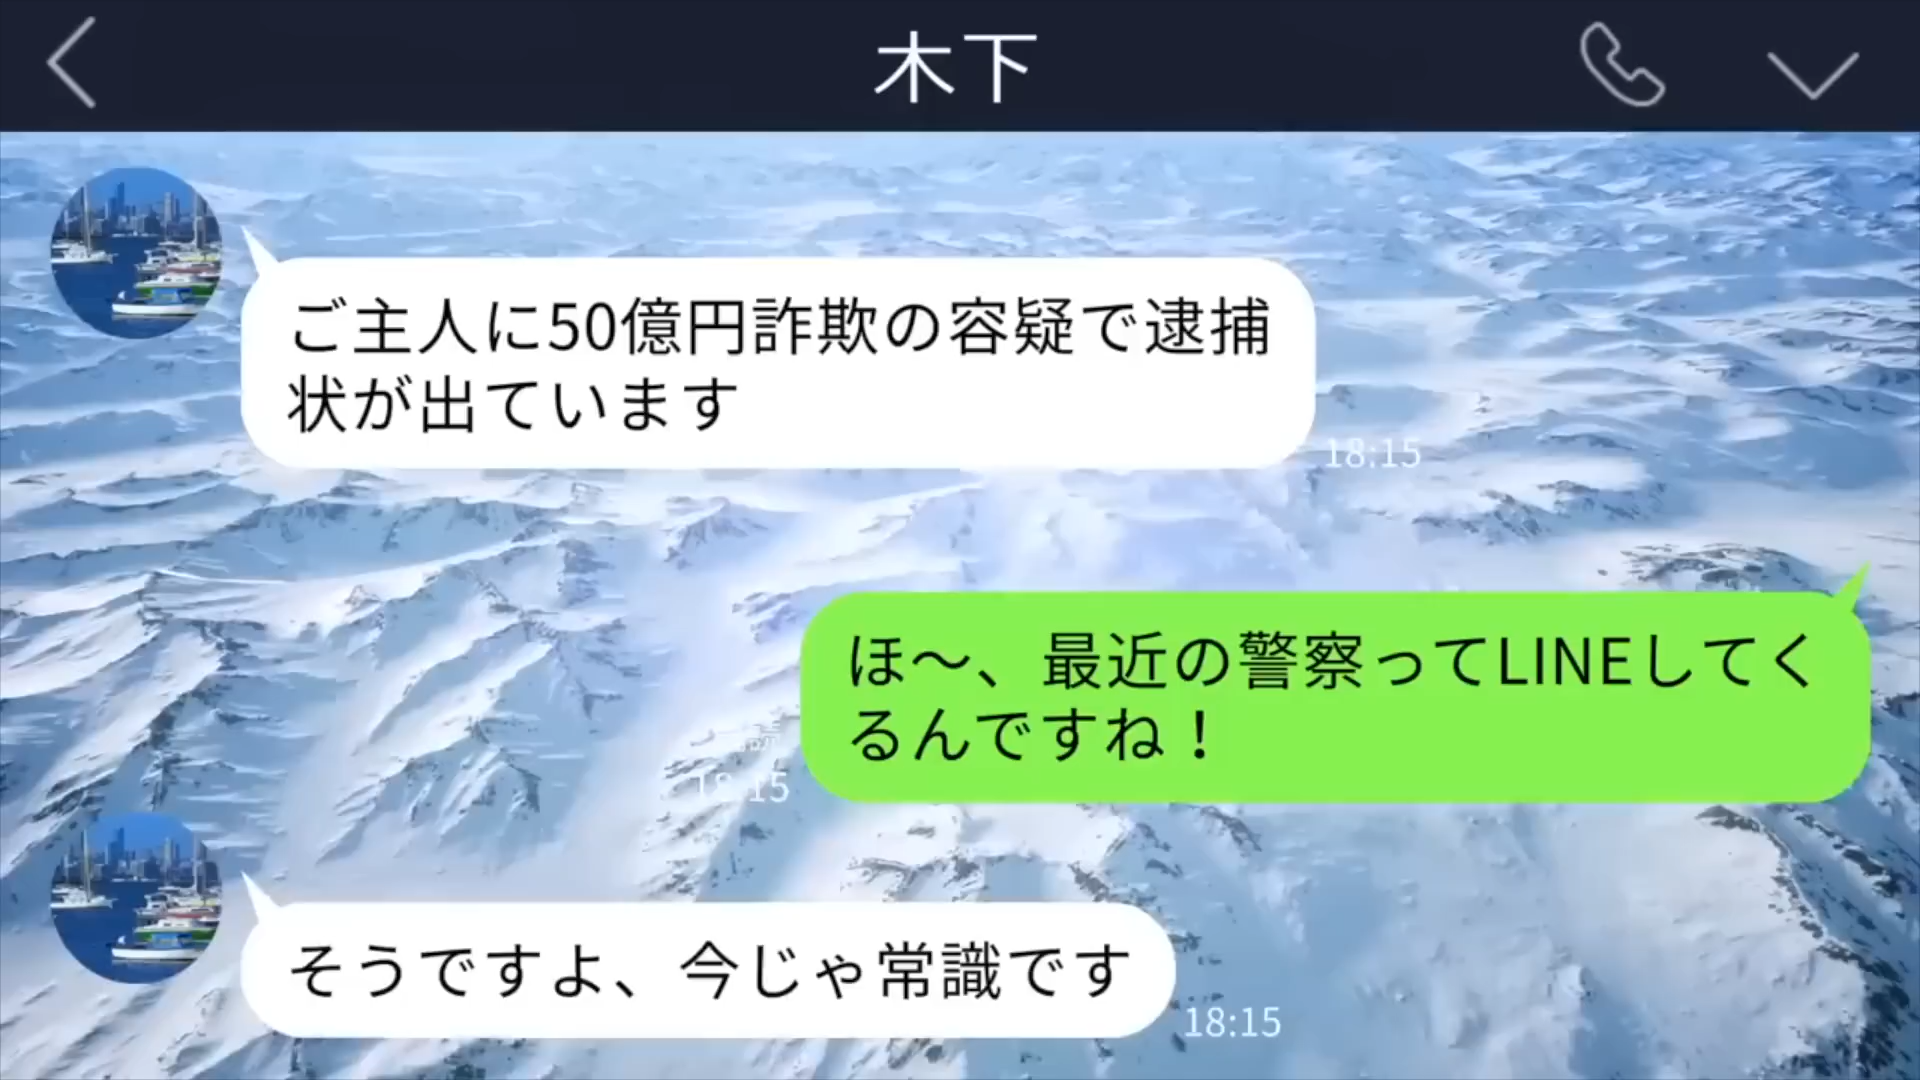 木下
ご主人に50億円詐欺の容疑で逮捕
状が出ています
18:15
ほ～、最近の警察ってLINEしてく
るんですね！
18:15
そうですよ、今じゃ常識です
18:15